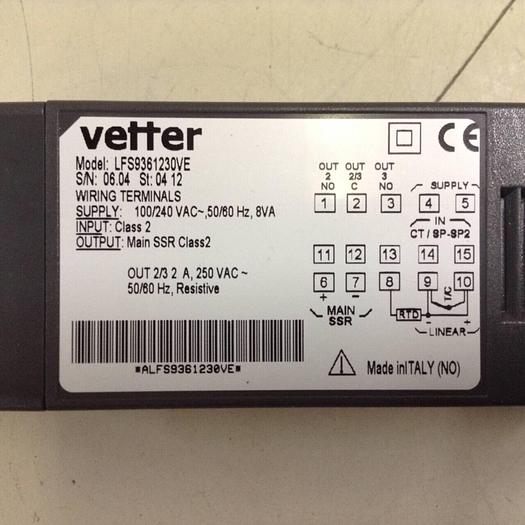 vetter
Model: LFS9361230VE
S/N: 06.04 St: 04 12
WIRING TERMINALS
SUPPLY: 100/240 VAC~,50/60 Hz, 8VA
INPUT: Class 2
OUTPUT: Main SSR Class2
OUT 2/3 2 A, 250 VAC ~
50/60 Hz, Resistive
*ALFS9361230VE*
CE
OUT 2 NO
OUT 2/3 C
OUT 3 NO
SUPPLY
1 2 3 4 5
IN
CT / SP-SP2
11 12 13 14 15
6 7 8 9 10
+ -
MAIN
SSR
RTD
T/C
- +
LINEAR
Made inITALY (NO)